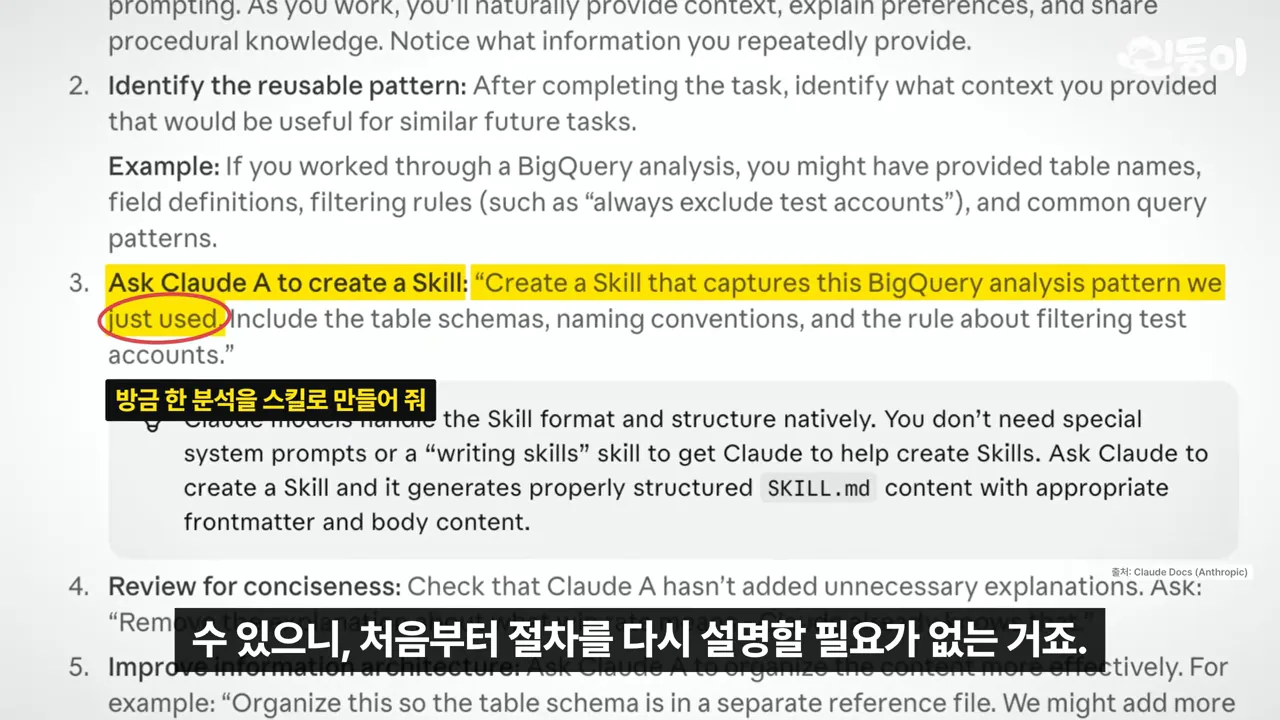 prompting. As you work, you'll naturally provide context, explain preferences, and share
procedural knowledge. Notice what information you repeatedly provide.
인둥이
2. Identify the reusable pattern: After completing the task, identify what context you provided
that would be useful for similar future tasks.
Example: If you worked through a BigQuery analysis, you might have provided table names,
field definitions, filtering rules (such as “always exclude test accounts”), and common query
patterns.
3. Ask Claude A to create a Skill: “Create a Skill that captures this BigQuery analysis pattern we
just used. Include the table schemas, naming conventions, and the rule about filtering test
accounts.”
방금 한 분석을 스킬로 만들어 줘
Claude models handle the Skill format and structure natively. You don’t need special
system prompts or a “writing skills” skill to get Claude to help create Skills. Ask Claude to
create a Skill and it generates properly structured SKILL.md content with appropriate
frontmatter and body content.
출처: Claude Docs (Anthropic)
4. Review for conciseness: Check that Claude A hasn’t added unnecessary explanations. Ask:
“Remov
수 있으니, 처음부터 절차를 다시 설명할 필요가 없는 거죠.
5. Improve information architecture: Ask Claude A to organize the content more effectively. For
example: “Organize this so the table schema is in a separate reference file. We might add more